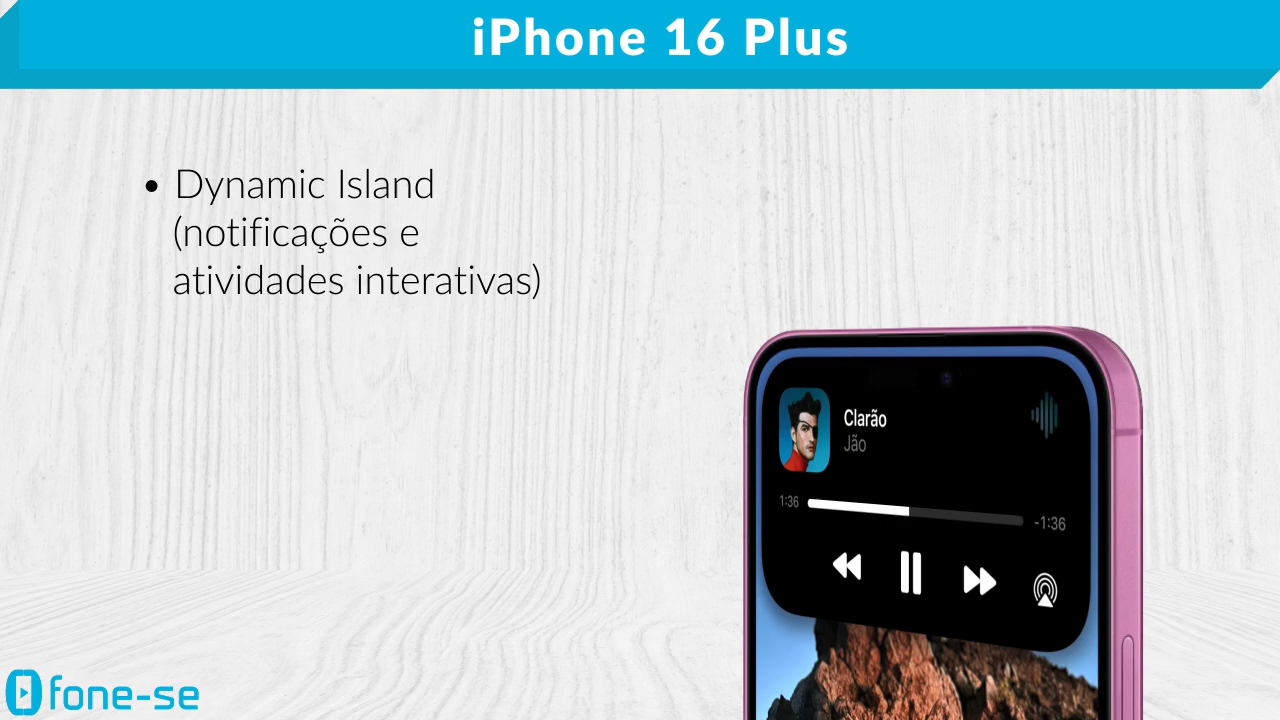 iPhone 16 Plus
• Dynamic Island
(notificações e
atividades interativas)
Clarão
Jão
1:36
-1:36
fone-se